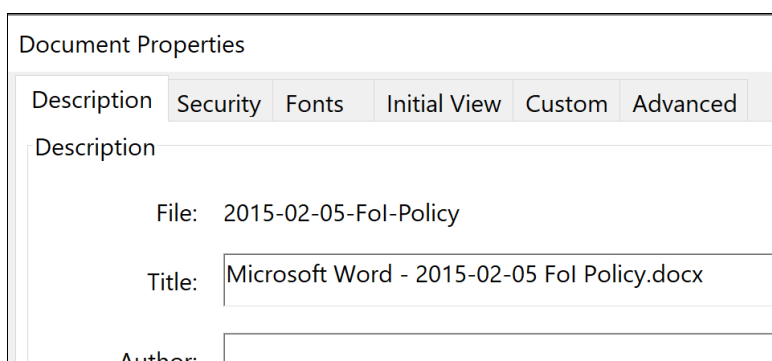 Document Properties
Description Security Fonts Initial View Custom Advanced
Description
File: 2015-02-05-FoI-Policy
Title: Microsoft Word - 2015-02-05 FoI Policy.docx
Author: